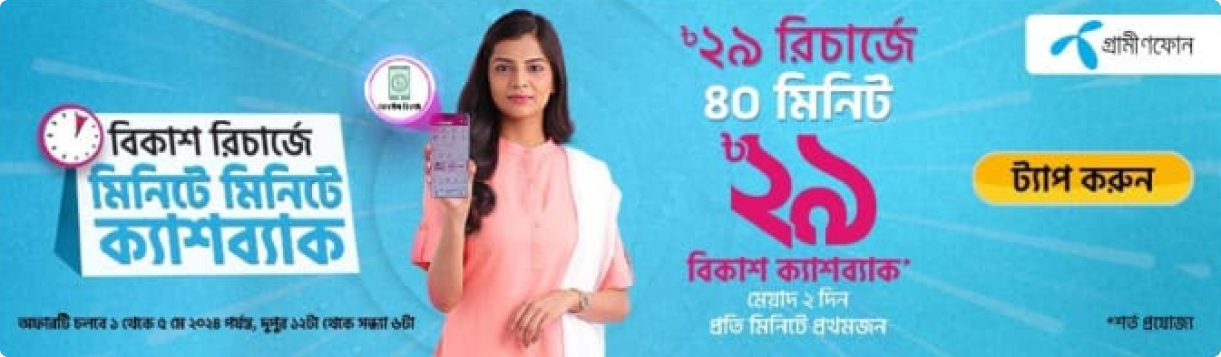 বিকাশ রিচার্জে
মিনিটে মিনিটে
ক্যাশব্যাক
অফারটি চলবে ১ থেকে ৫ মে ২০২৪ পর্যন্ত, দুপুর ১২টা থেকে সন্ধ্যা ৬টা
৳২৯ রিচার্জে
৪০ মিনিট
৳২৯
বিকাশ ক্যাশব্যাক*
মেয়াদ ২ দিন
প্রতি মিনিটে প্রথমজন
গ্রামীণফোন
ট্যাপ করুন
*শর্ত প্রযোজ্য